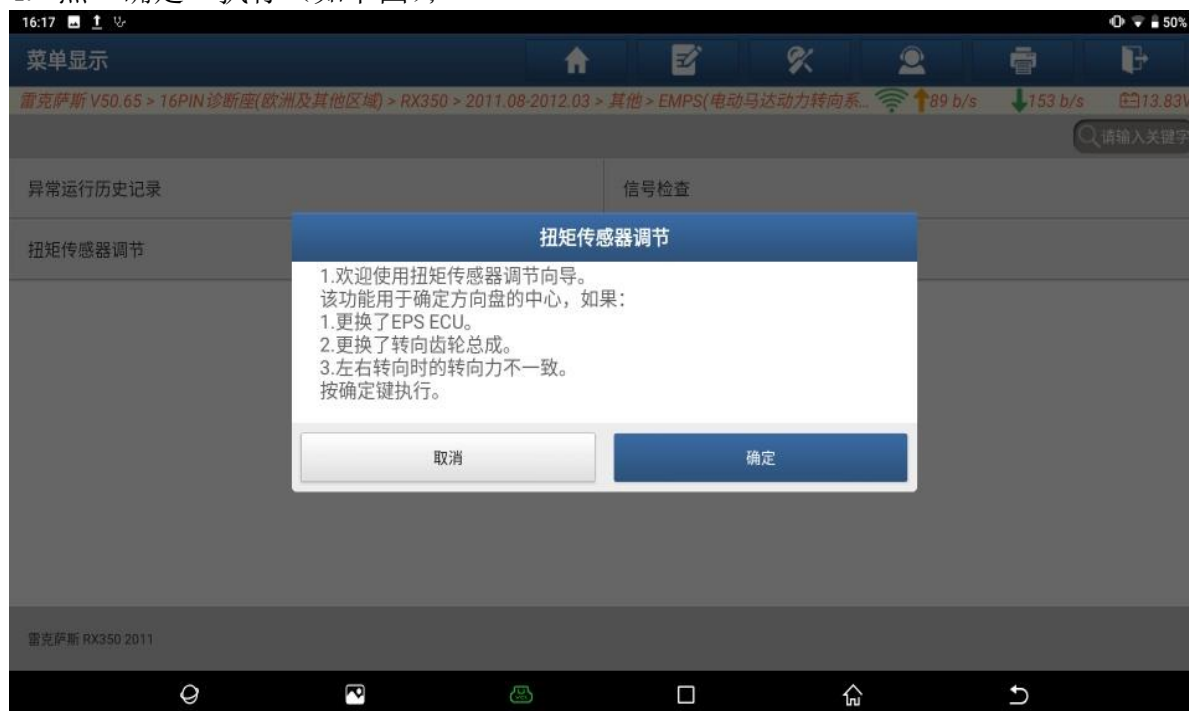 16:17 50%
菜单显示
雷克萨斯 V50.65 > 16PIN诊断座(欧洲及其他区域) > RX350 > 2011.08-2012.03 > 其他 > EMPS(电动马达动力转向系... 89 b/s 153 b/s 13.83V
请输入关键字
异常运行历史记录 信号检查
扭矩传感器调节
扭矩传感器调节
1.欢迎使用扭矩传感器调节向导。
该功能用于确定方向盘的中心，如果：
1.更换了EPS ECU。
2.更换了转向齿轮总成。
3.左右转向时的转向力不一致。
按确定键执行。
取消 确定
雷克萨斯 RX350 2011